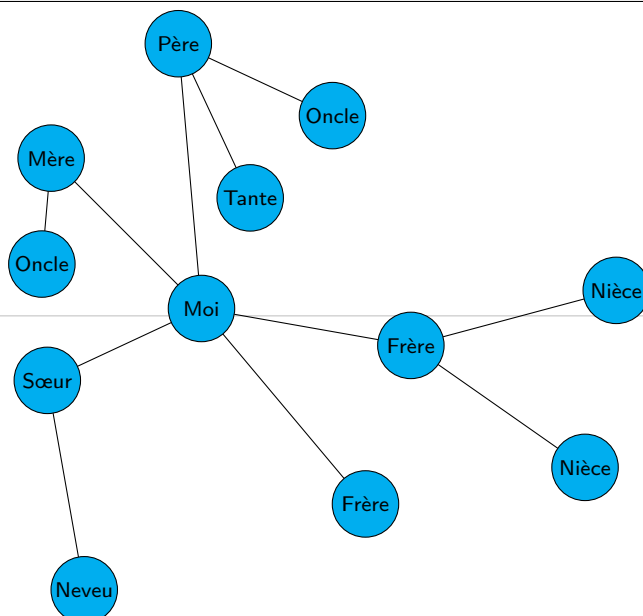 Père
Oncle
Mère
Tante
Oncle
Moi
Nièce
Frère
Sœur
Nièce
Frère
Neveu